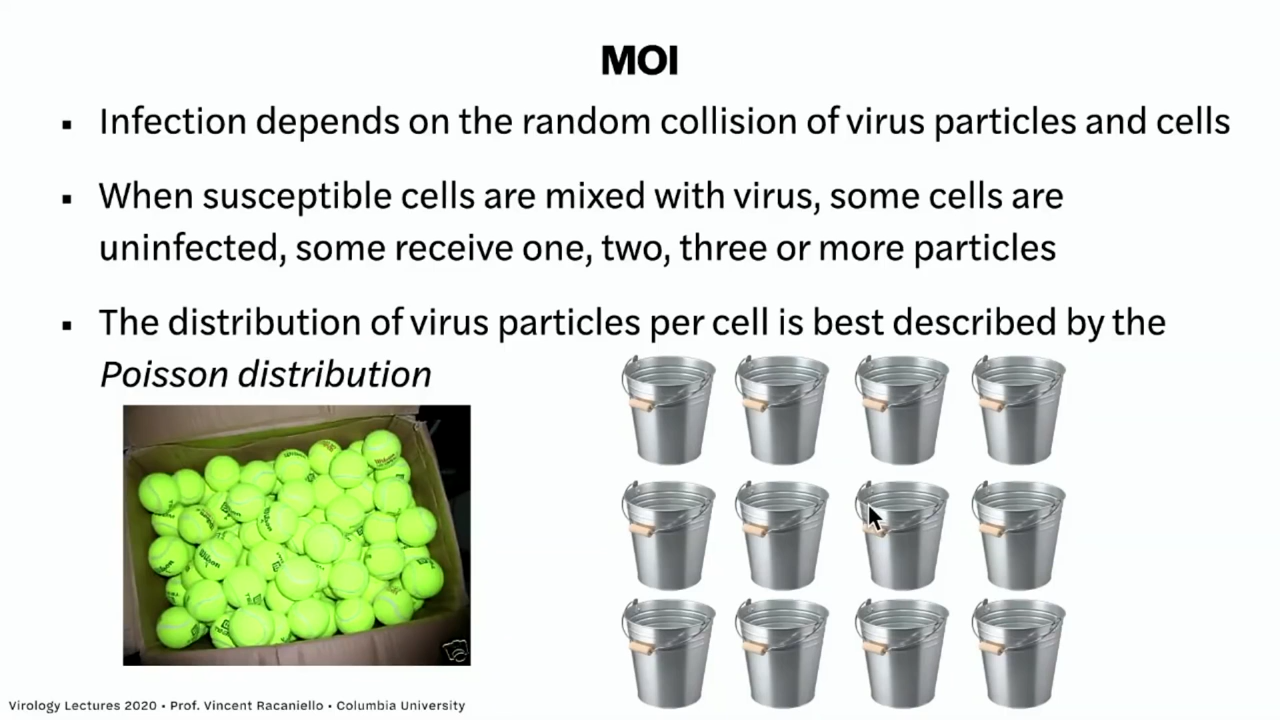 MOI
▪ Infection depends on the random collision of virus particles and cells
▪ When susceptible cells are mixed with virus, some cells are
uninfected, some receive one, two, three or more particles
▪ The distribution of virus particles per cell is best described by the
Poisson distribution
Wilson
Wilson
Virology Lectures 2020 • Prof. Vincent Racaniello • Columbia University